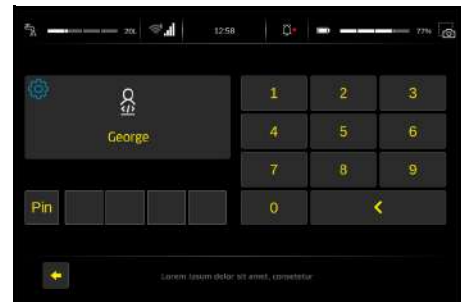 20L 12:58 77%
</>
George
1 2 3
4 5 6
7 8 9
Pin
0
Lorem Ipsum dolor sit amet, consetetur